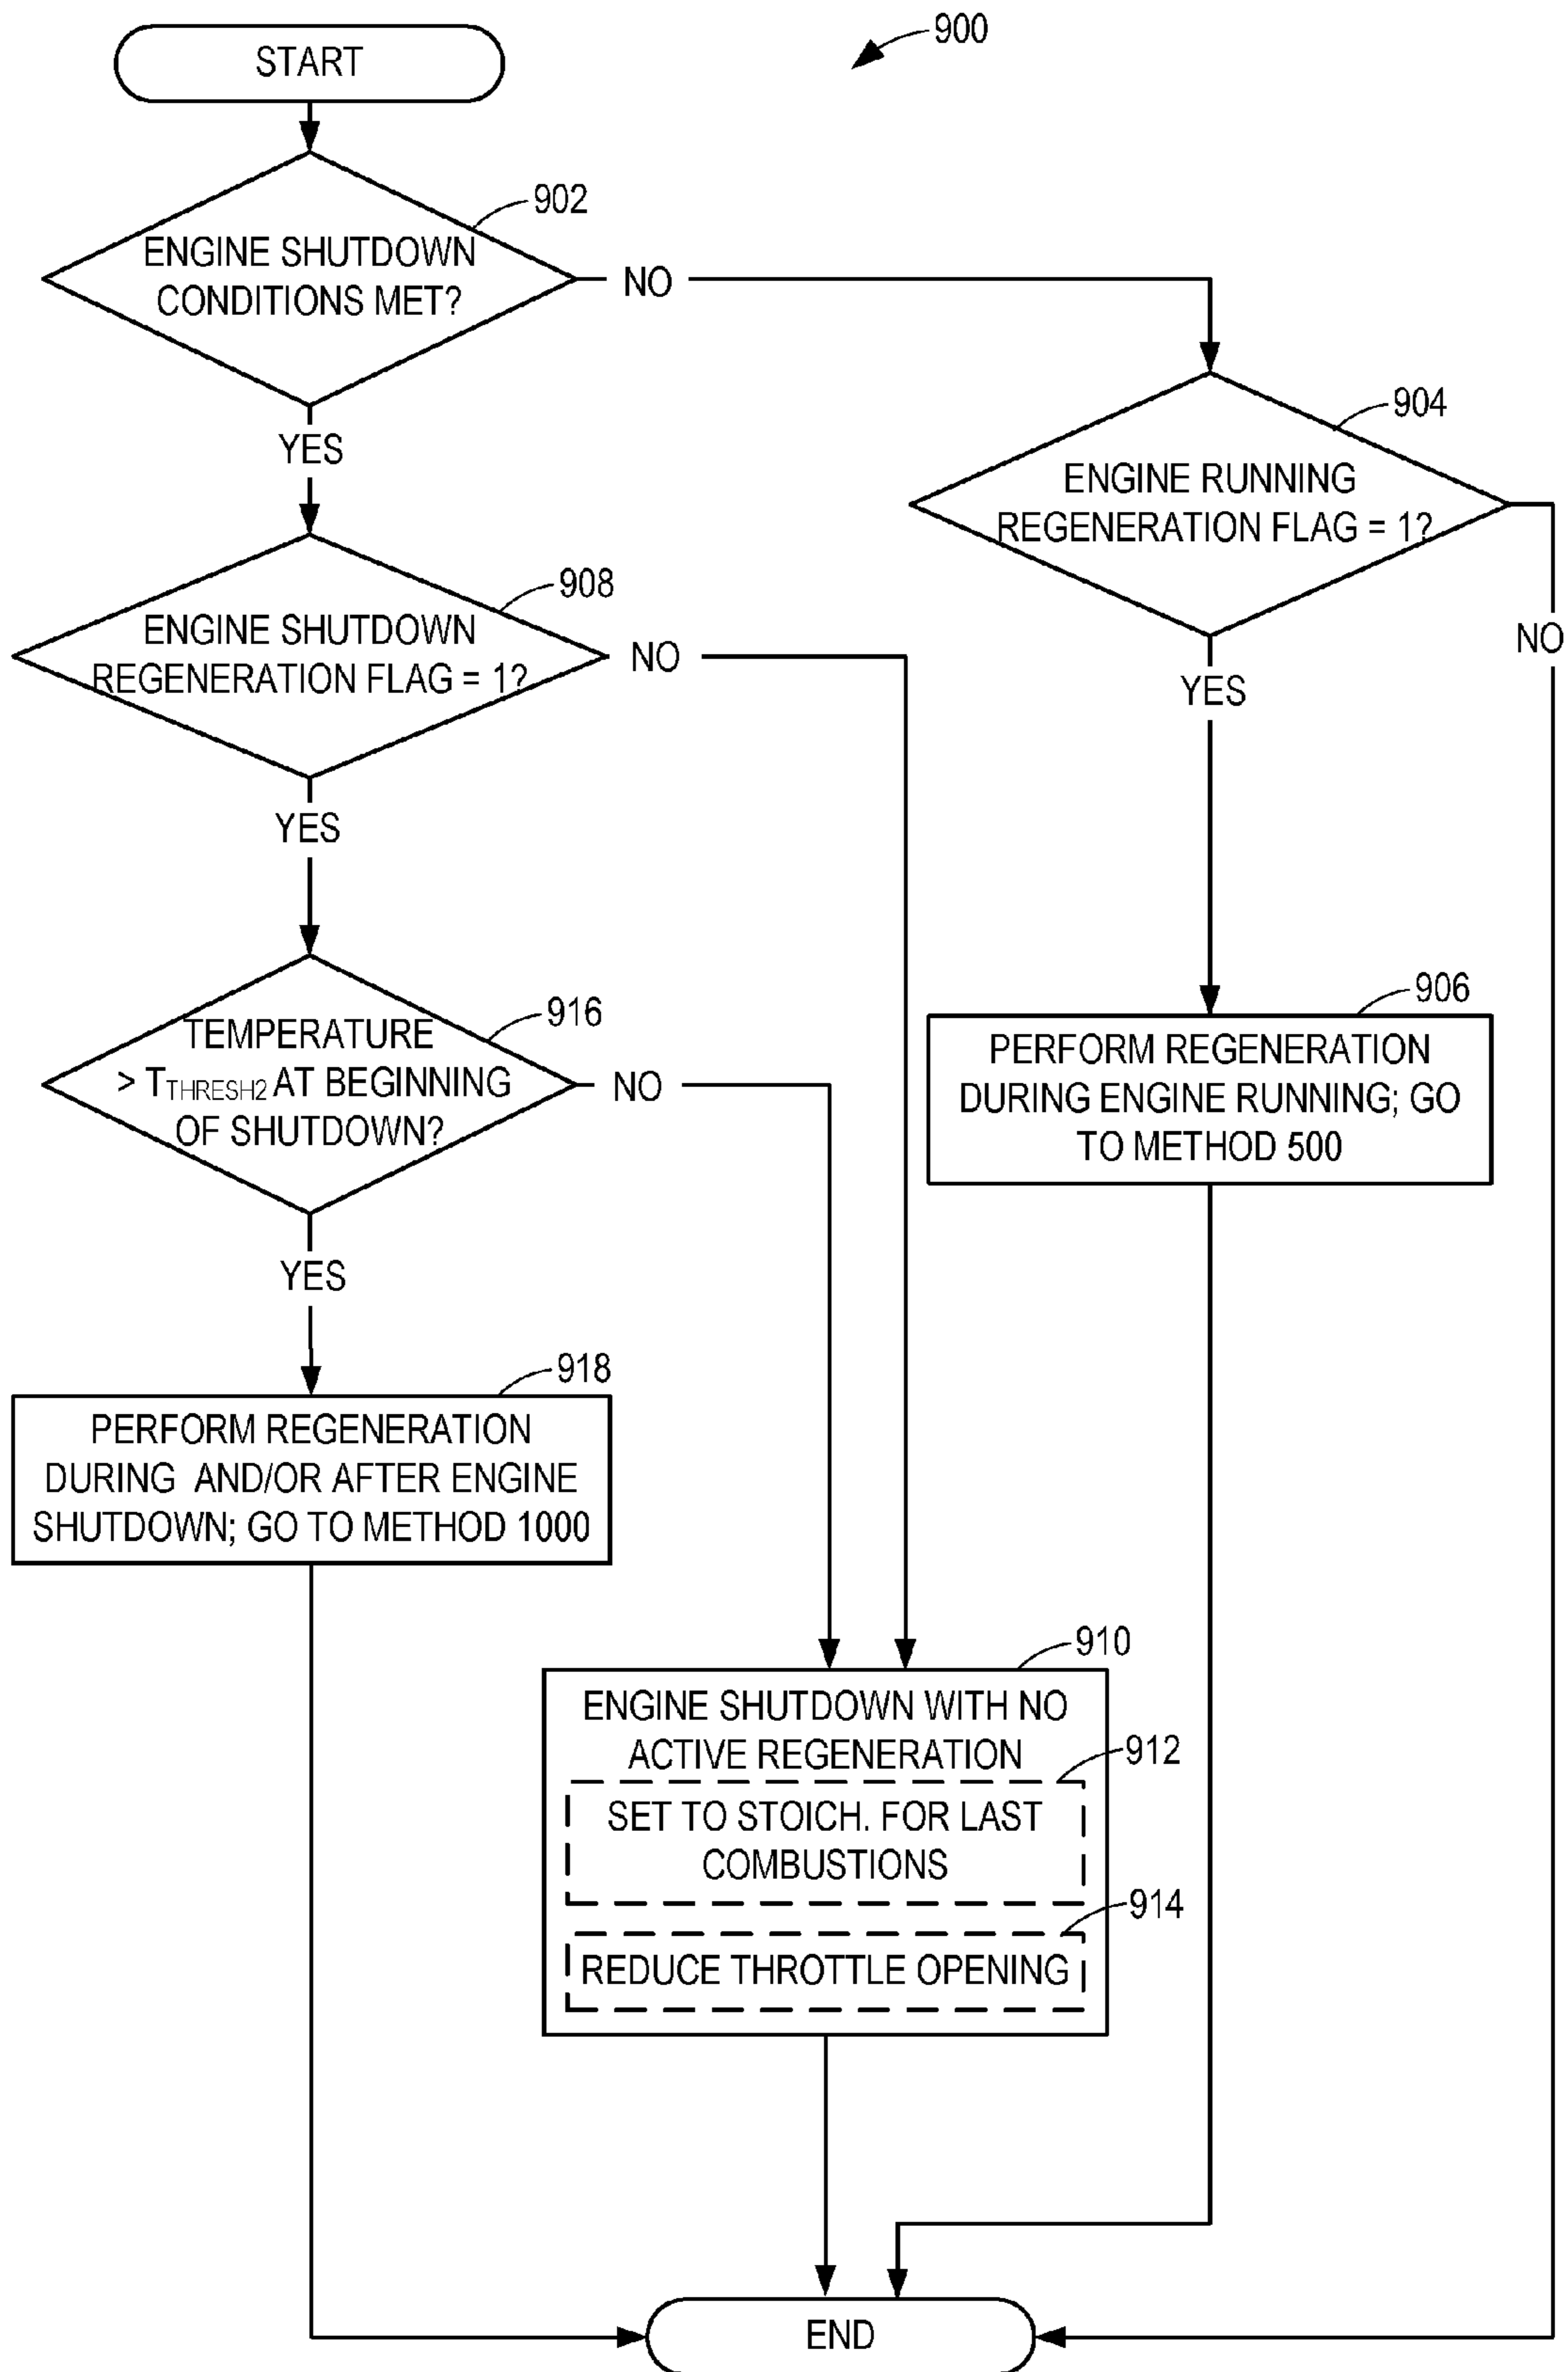 START
900
902
ENGINE SHUTDOWN
CONDITIONS MET?
NO
YES
904
ENGINE RUNNING
REGENERATION FLAG = 1?
NO
YES
908
ENGINE SHUTDOWN
REGENERATION FLAG = 1?
NO
YES
916
TEMPERATURE
> TTHRESH2 AT BEGINNING
OF SHUTDOWN?
NO
YES
906
PERFORM REGENERATION
DURING ENGINE RUNNING; GO
TO METHOD 500
918
PERFORM REGENERATION
DURING AND/OR AFTER ENGINE
SHUTDOWN; GO TO METHOD 1000
910
ENGINE SHUTDOWN WITH NO
ACTIVE REGENERATION
912
SET TO STOICH. FOR LAST
COMBUSTIONS
914
REDUCE THROTTLE OPENING
END